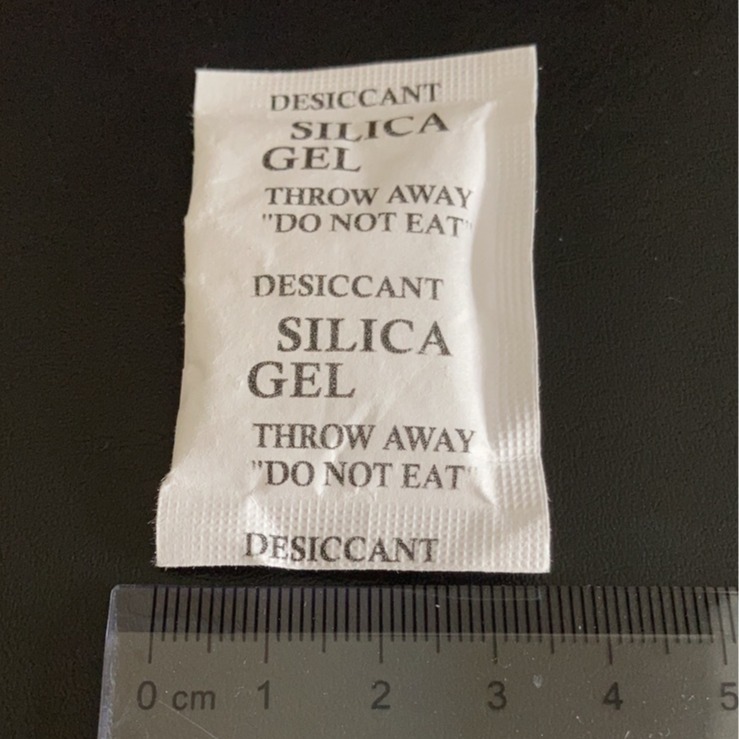 DESICCANT
SILICA
GEL
THROW AWAY
"DO NOT EAT"
DESICCANT
SILICA
GEL
THROW AWAY
"DO NOT EAT"
DESICCANT
0 cm 1 2 3 4 5